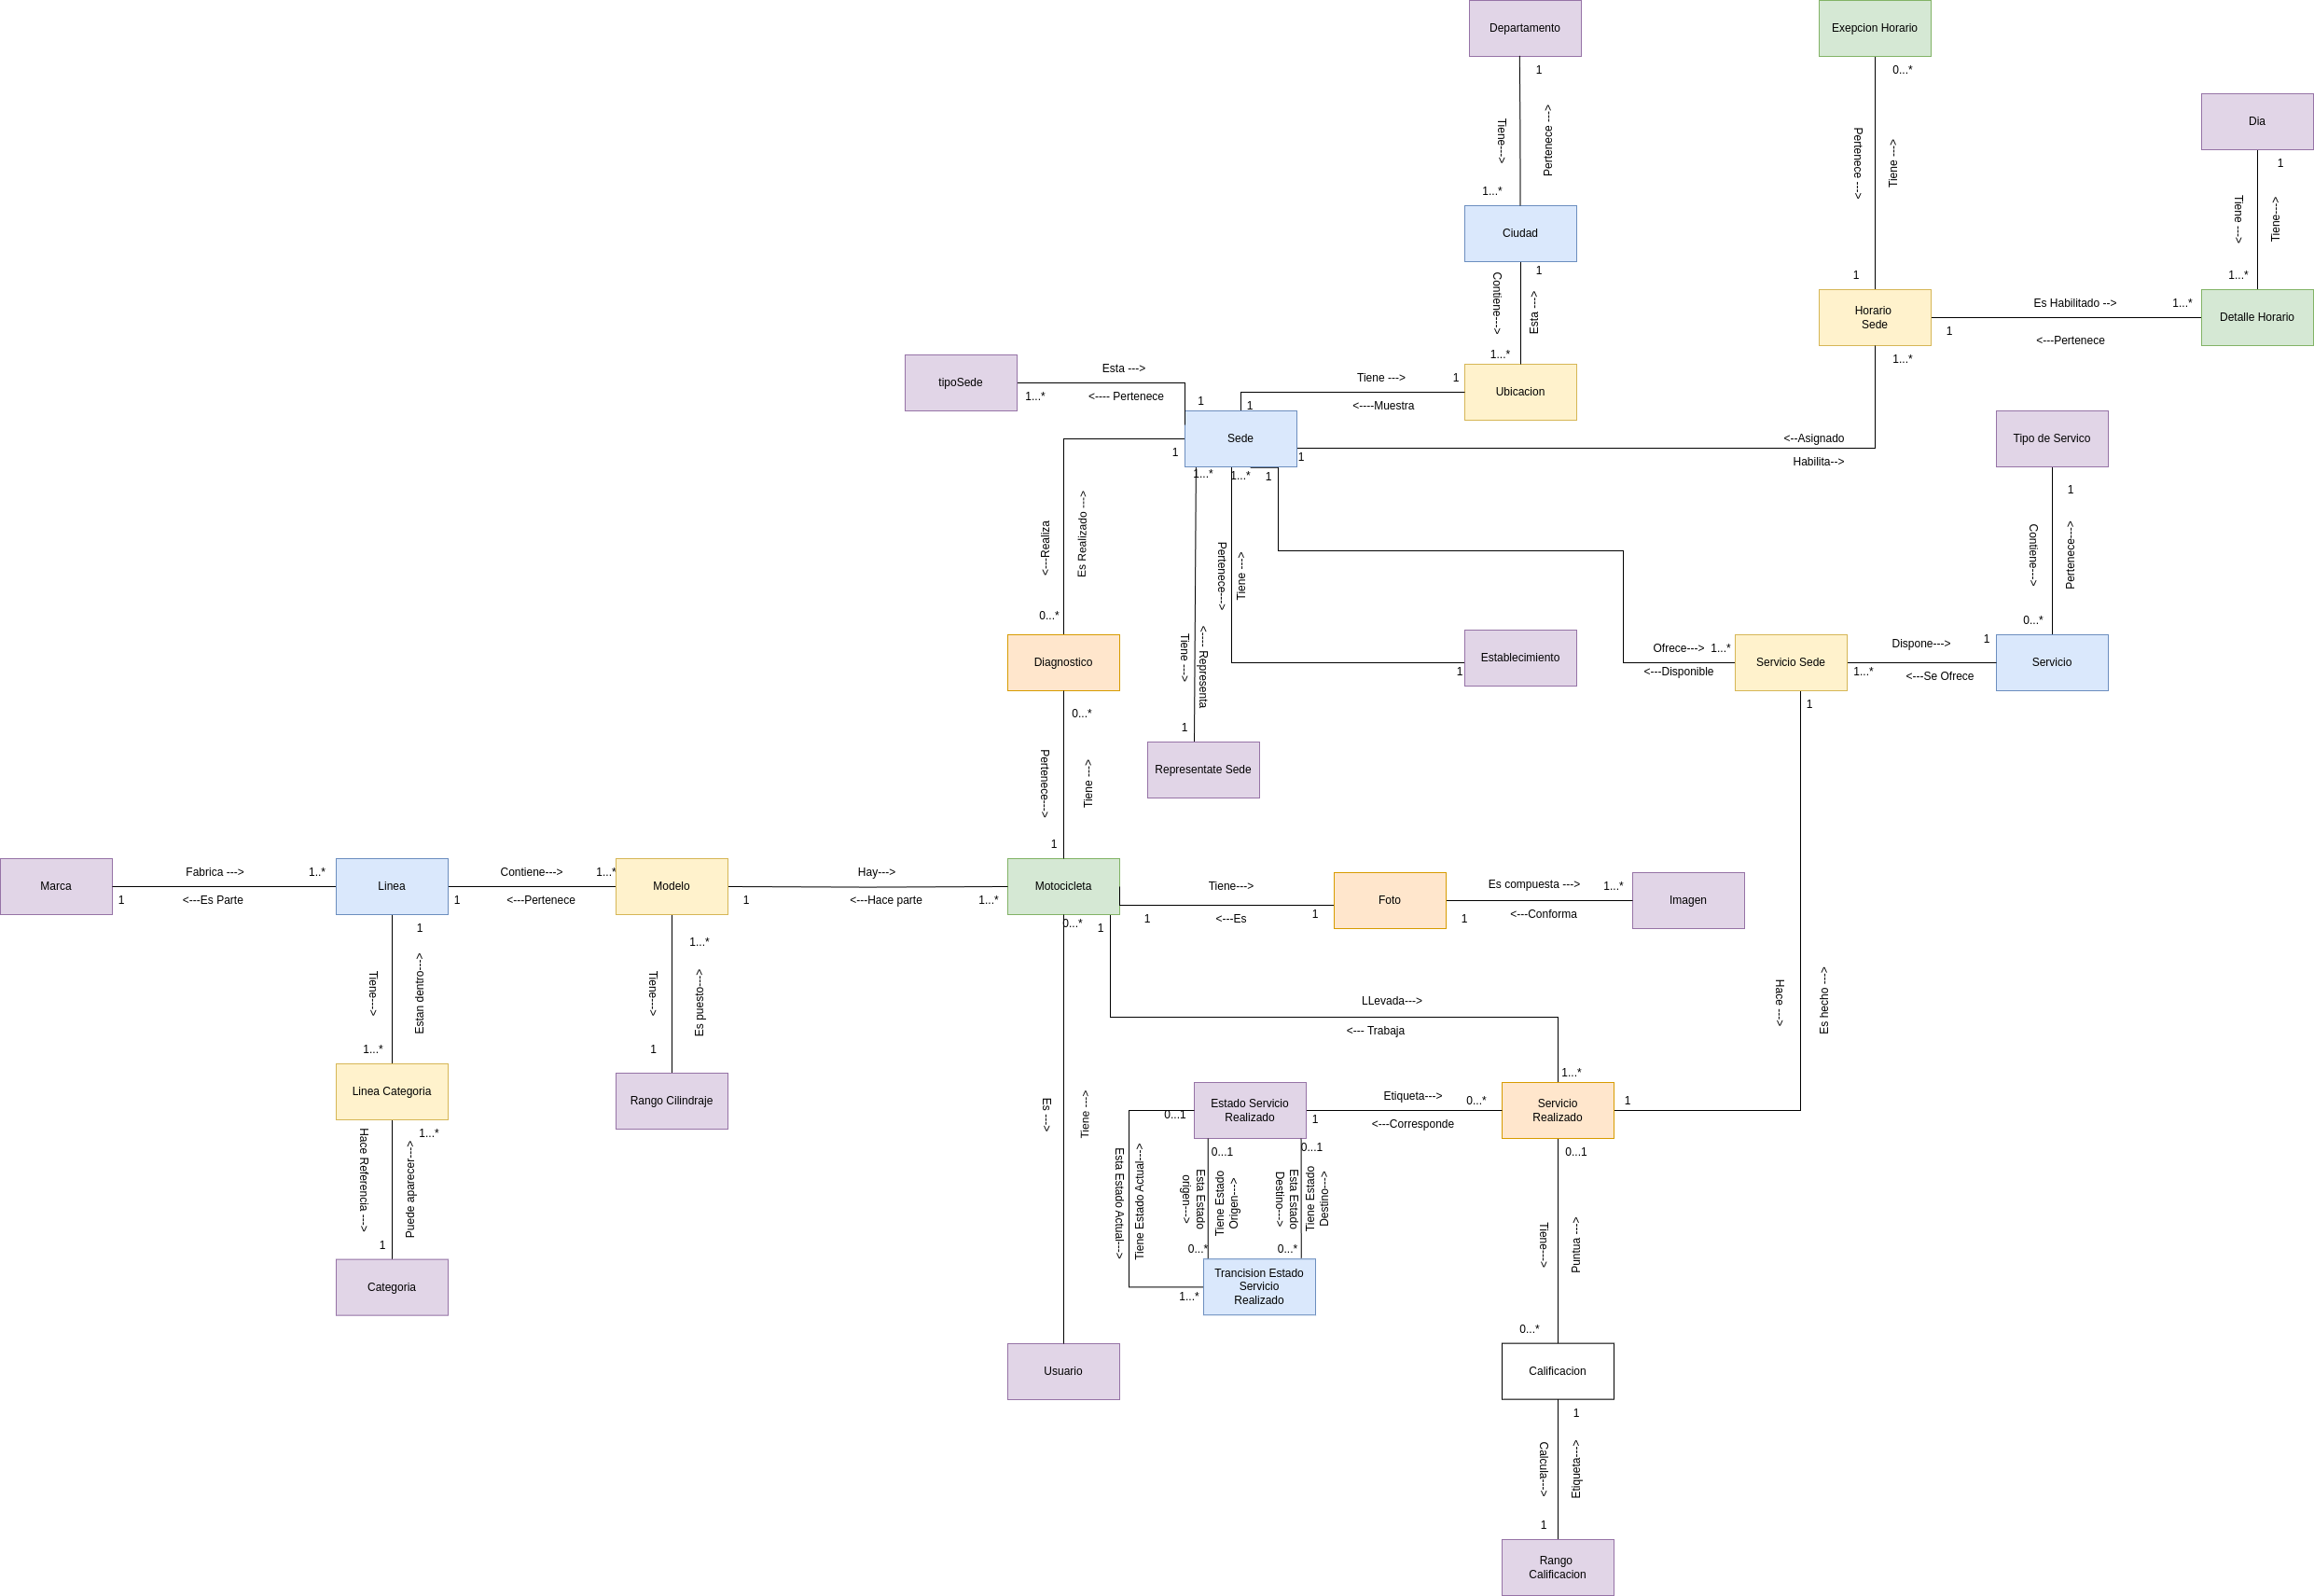 Departamento
Exepcion Horario
1
0...*
Dia
Tiene--->
Pertenece ---->
Pertenece ---->
Tiene ---->
1
1...*
Tiene ---->
Tiene--->
Ciudad
1
1
1...*
Contiene---->
Esta --->
Horario
Sede
Es Habilitado -->
1...*
Detalle Horario
1
<---Pertenece
1...*
1...*
tipoSede
Esta --->
1...*
<---- Pertenece
1
Tiene --->
1
<----Muestra
1
Ubicacion
Sede
1
1
<--Asignado
Habilita-->
Tipo de Servico
1...*
1...*
1
1
<---Realiza
Es Realizado ---->
Pertenece---->
Tiene ---->
Contiene---->
Pertenece--->
0...*
0...*
Diagnostico
Tiene ---->
<---- Representa
Establecimiento
1
Ofrece---> 1...*
<---Disponible
Servicio Sede
Dispone--->
1
1...*
<---Se Ofrece
Servicio
0...*
1
1
Representate Sede
Pertenece---->
Tiene ---->
1
Marca
Fabrica --->
1..*
1
<---Es Parte
Linea
Contiene--->
1...*
1
<---Pertenece
Modelo
Hay--->
1
<---Hace parte
1...*
Motocicleta
Tiene--->
1
<---Es
1
Foto
Es compuesta --->
1...*
1
<---Conforma
Imagen
1
1...*
0...*
1
Tiene---->
Estan dentro---->
Tiene---->
Es puesto---->
LLevada--->
<--- Trabaja
Hace ---->
Es hecho ---->
1...*
1
1...*
Linea Categoria
Rango Cilindraje
Es ---->
Tiene ---->
0...1
Estado Servicio
Realizado
Etiqueta--->
0...*
1
<---Corresponde
Servicio
Realizado
1
1...*
0...1
0...1
0...1
Hace Referencia ---->
Puede aparecer---->
Esta Estado Actual---->
Tiene Estado Actual---->
Esta Estado
origen---->
Tiene Estado
Origen---->
Esta Estado
Destino---->
Tiene Estado
Destino---->
Tiene---->
Puntua ---->
1
0...*
0...*
Categoria
Trancision Estado
Servicio
Realizado
1...*
0...*
Usuario
Calificacion
1
Calcula---->
Etiqueta---->
1
Rango
Calificacion